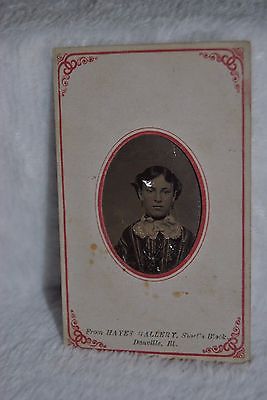 From HAYES GALLERY, Short's Block,
Danville, Ill.